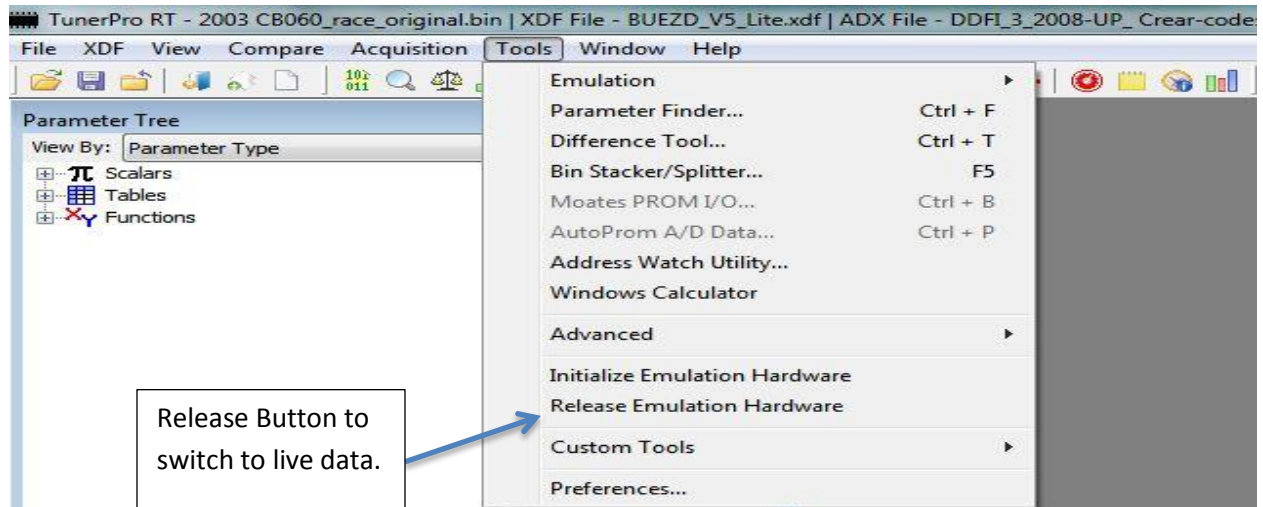 TunerPro RT - 2003 CB060_race_original.bin | XDF File - BUEZD_V5_Lite.xdf | ADX File - DDFI_3_2008-UP_ Crear-code
File XDF View Compare Acquisition Tools Window Help
Parameter Tree
View By: Parameter Type
Scalars
Tables
Functions
Emulation
Parameter Finder... Ctrl + F
Difference Tool... Ctrl + T
Bin Stacker/Splitter... F5
Moates PROM I/O... Ctrl + B
AutoProm A/D Data... Ctrl + P
Address Watch Utility...
Windows Calculator
Advanced
Initialize Emulation Hardware
Release Emulation Hardware
Custom Tools
Preferences...
Release Button to
switch to live data.